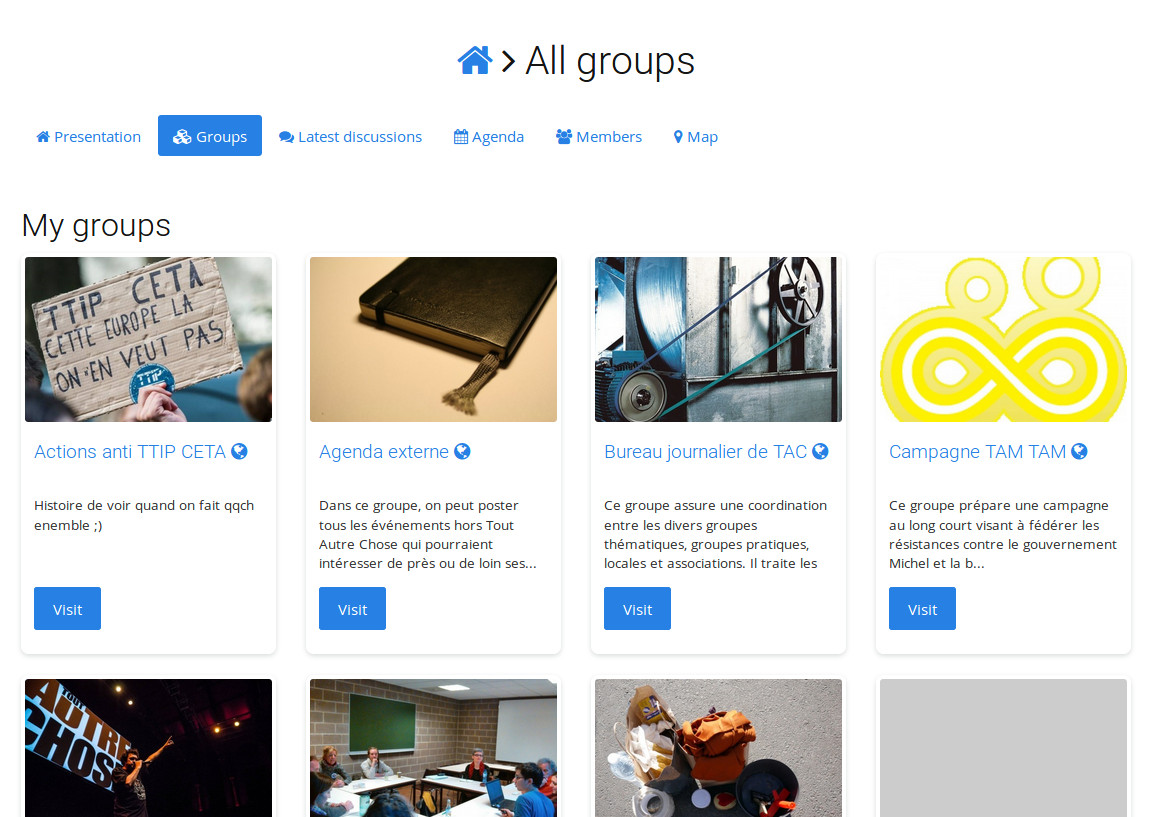 All groups
Presentation
Groups
Latest discussions
Agenda
Members
Map
My groups
TTIP CETA
CETTE EUROPE LA
ON'EN VEUT PAS
TTIP
Actions anti TTIP CETA
Histoire de voir quand on fait qqch
enemble ;)
Visit
Agenda externe
Dans ce groupe, on peut poster
tous les événements hors Tout
Autre Chose qui pourraient
intéresser de près ou de loin ses...
Visit
Bureau journalier de TAC
Ce groupe assure une coordination
entre les divers groupes
thématiques, groupes pratiques,
locales et associations. Il traite les
Visit
Campagne TAM TAM
Ce groupe prépare une campagne
au long court visant à fédérer les
résistances contre le gouvernement
Michel et la b...
Visit
TOUT
AUTRE
CHOS